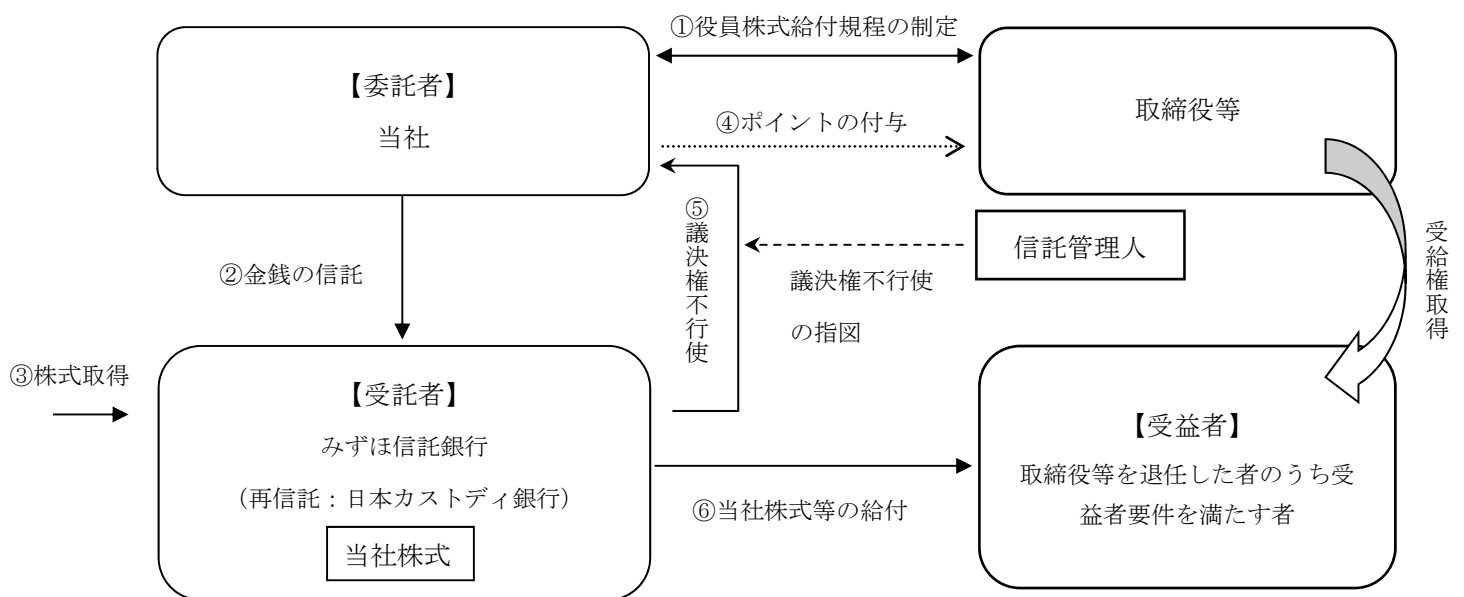 ①役員株式給付規程の制定
【委託者】
当社
取締役等
④ポイントの付与
⑤議決権不行使
信託管理人
議決権不行使
の指図
受給権取得
②金銭の信託
③株式取得
【受託者】
みずほ信託銀行
（再信託：日本カストディ銀行）
当社株式
⑥当社株式等の給付
【受益者】
取締役等を退任した者のうち受
益者要件を満たす者